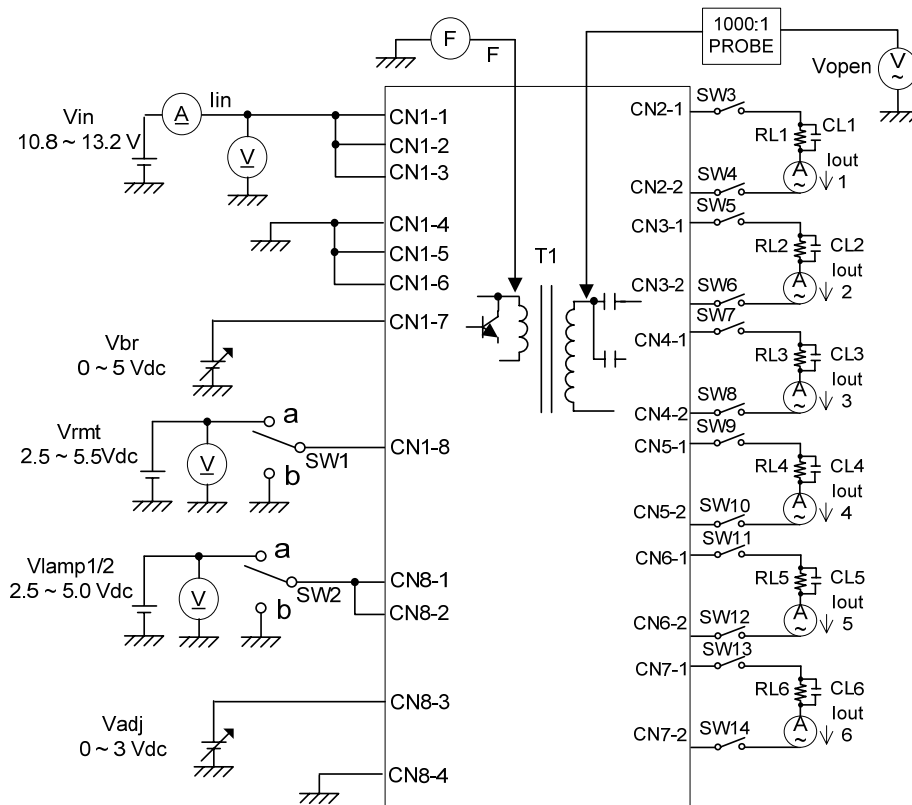 1000:1
PROBE
F
F
Vopen
V
~
Vin
10.8 ~ 13.2 V
A
Iin
V
CN1-1
CN1-2
CN1-3
CN1-4
CN1-5
CN1-6
CN1-7
Vbr
0 ~ 5 Vdc
Vrmt
2.5 ~ 5.5Vdc
V
a
b
SW1
CN1-8
Vlamp1/2
2.5 ~ 5.0 Vdc
V
a
b
SW2
CN8-1
CN8-2
Vadj
0 ~ 3 Vdc
CN8-3
CN8-4
T1
CN2-1
SW3
RL1
CL1
CN2-2
SW4
A
~
Iout
1
CN3-1
SW5
RL2
CL2
CN3-2
SW6
A
~
Iout
2
CN4-1
SW7
RL3
CL3
CN4-2
SW8
A
~
Iout
3
CN5-1
SW9
RL4
CL4
CN5-2
SW10
A
~
Iout
4
CN6-1
SW11
RL5
CL5
CN6-2
SW12
A
~
Iout
5
CN7-1
SW13
RL6
CL6
CN7-2
SW14
A
~
Iout
6